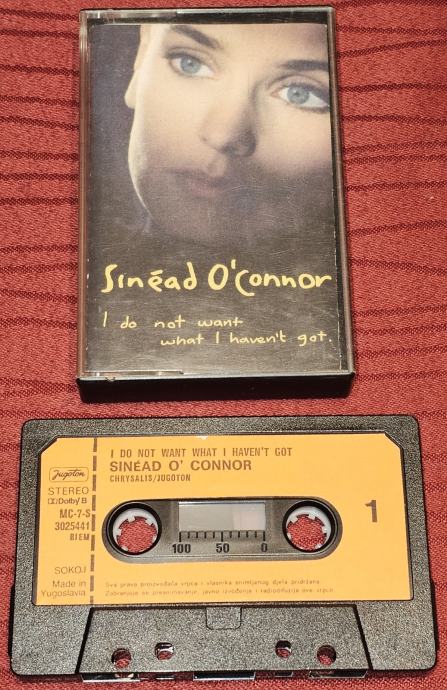 Sinéad O'Connor
I do not want
what I haven't got.
I DO NOT WANT WHAT I HAVEN'T GOT
SINÉAD O' CONNOR
CHRYSALIS/JUGOTON
Jugoton
STEREO
Dolby B
MC-7-S
3025441
BIEM
SOKOJ
Made in
Yugoslavia
1
100 50 0
Sva prava proizvođača vrpca i vlasnika snimljenog djela pridržana.
Zabranjuje se presnimavanje, javno izvođenje i radiodifuzija ove vrpce.